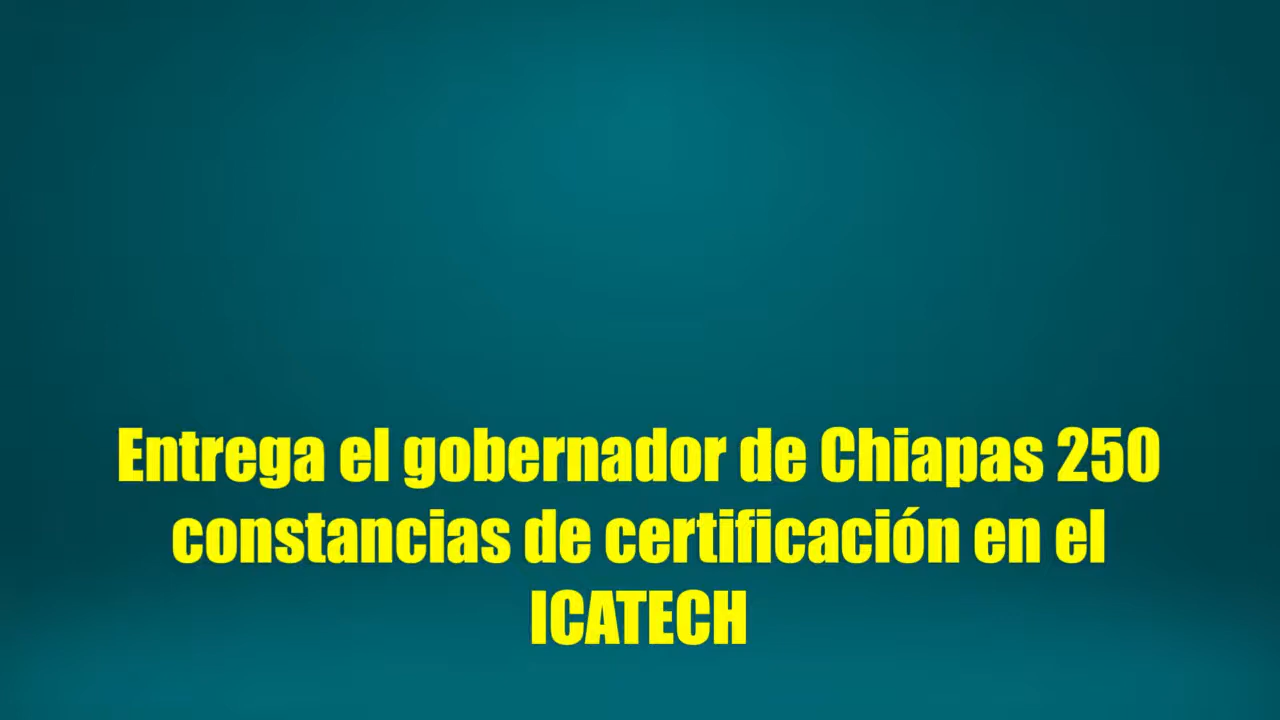 Entrega el gobernador de Chiapas 250
constancias de certificación en el
ICATECH